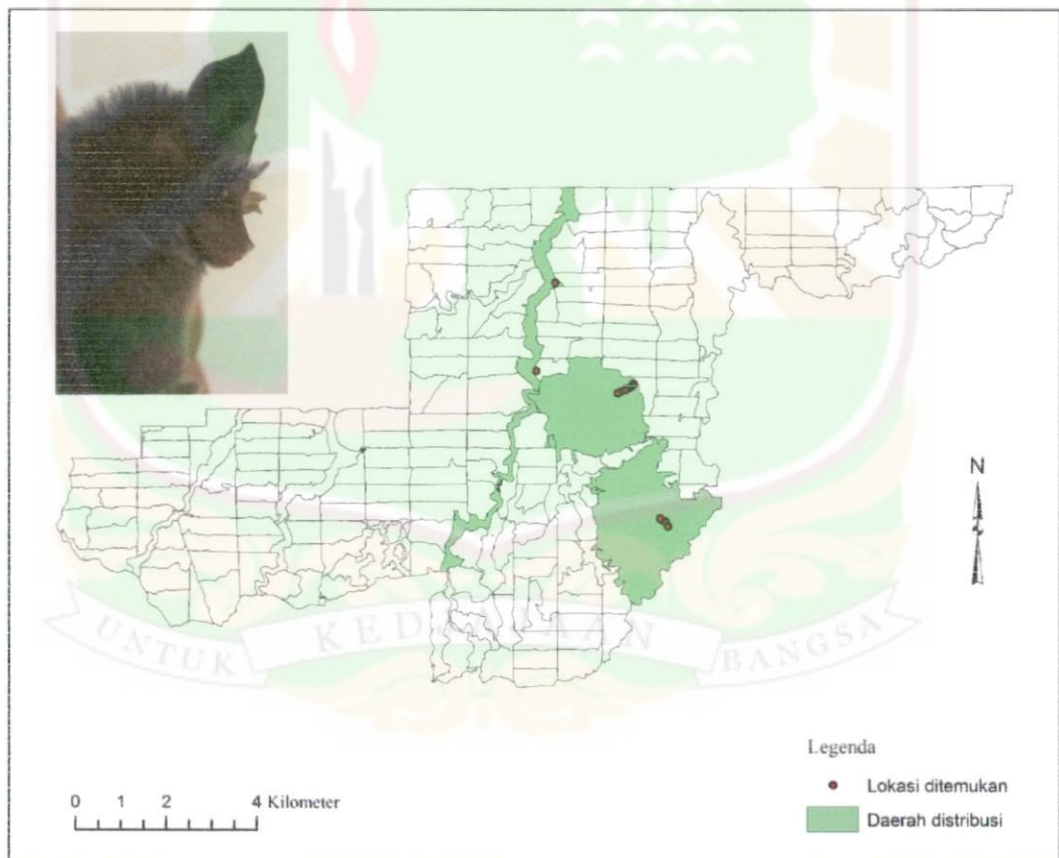 N
UNTUK KEDJAJAAN BANGSA
0 1 2 4 Kilometer
Legenda
Lokasi ditemukan
Daerah distribusi